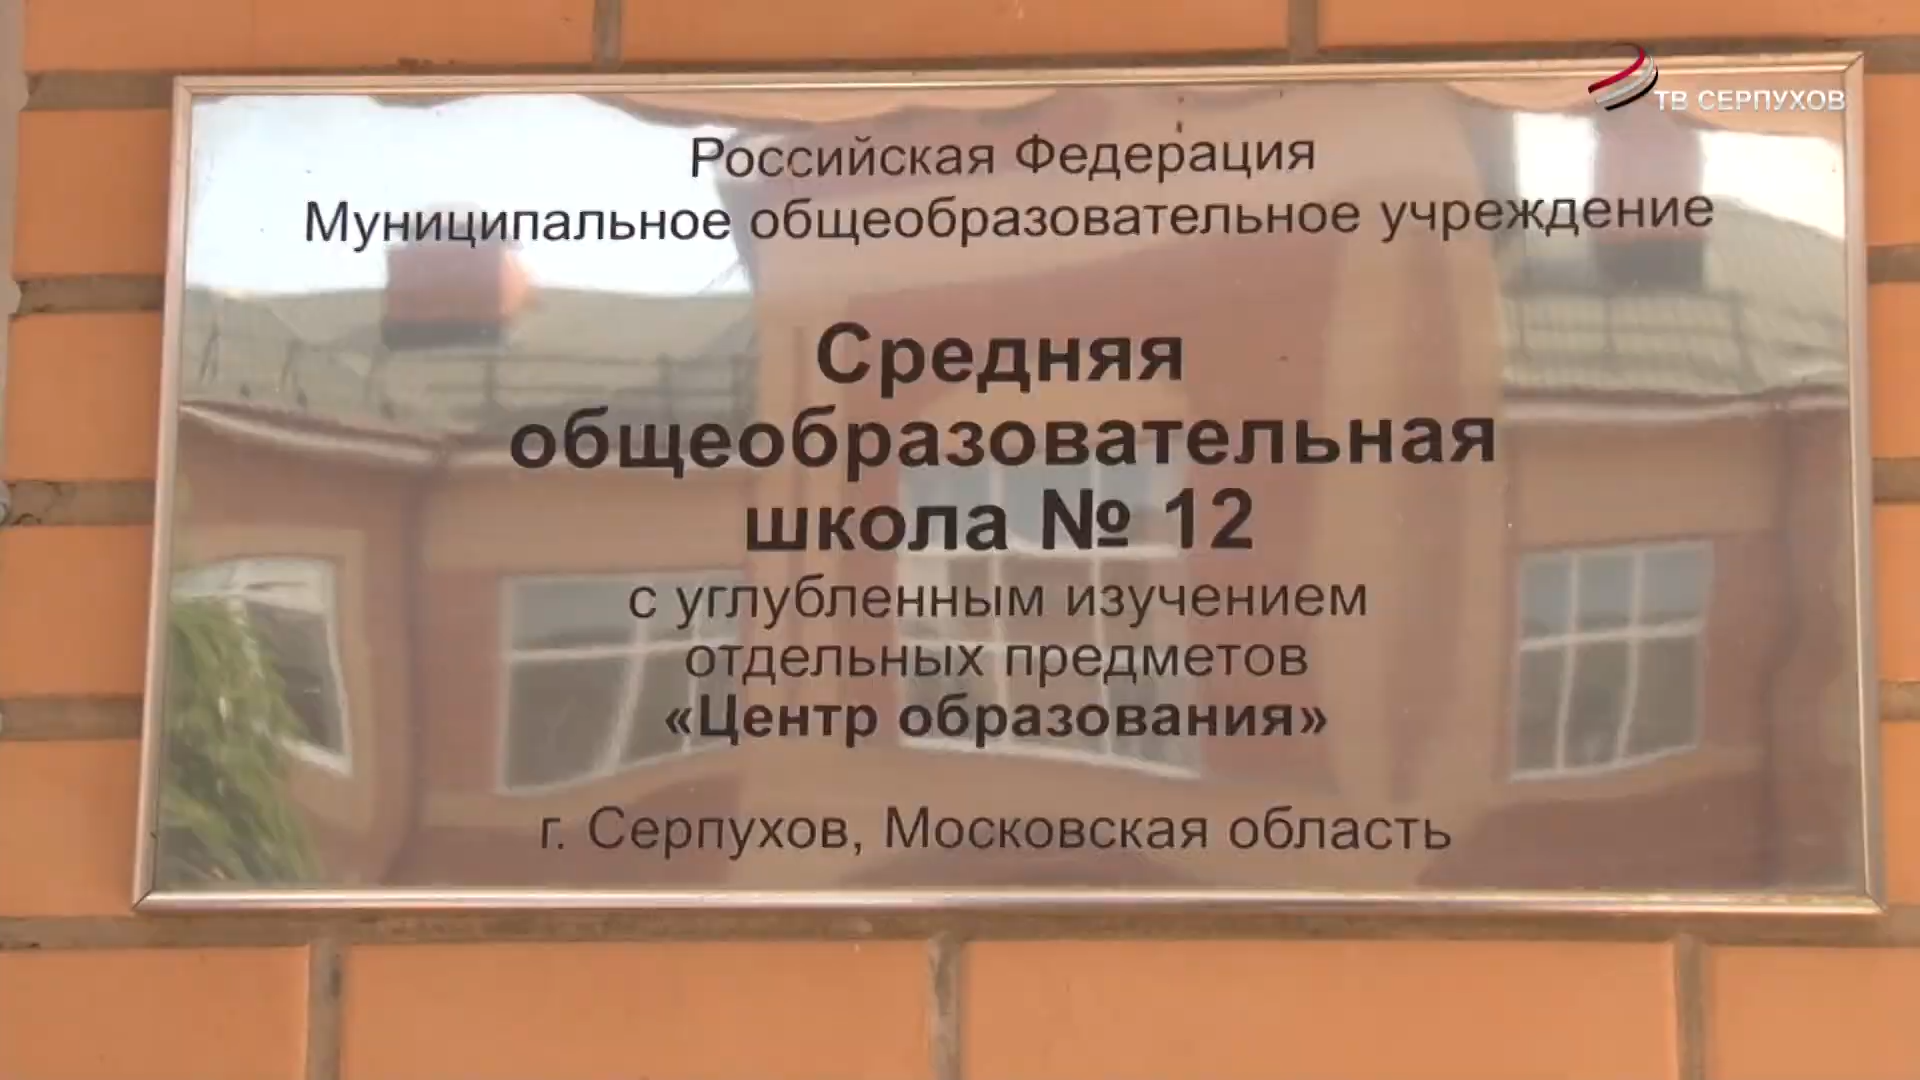 ТВ СЕРПУХОВ
Российская Федерация
Муниципальное общеобразовательное учреждение
Средняя
общеобразовательная
школа № 12
с углубленным изучением
отдельных предметов
«Центр образования»
г. Серпухов, Московская область